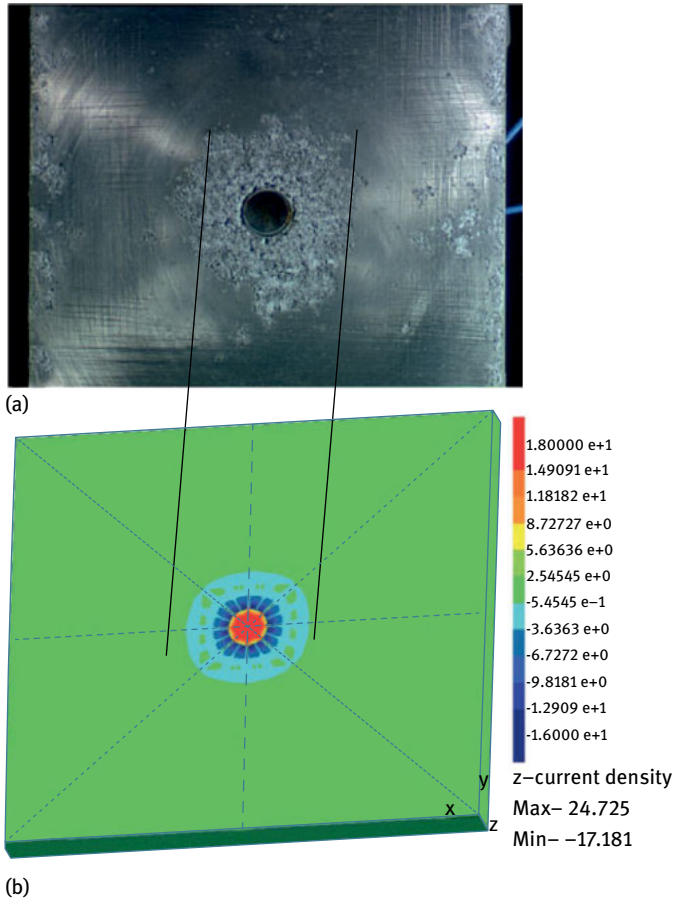 (a)
1.80000 e+1
1.49091 e+1
1.18182 e+1
8.72727 e+0
5.63636 e+0
2.54545 e+0
-5.4545 e–1
-3.6363 e+0
-6.7272 e+0
-9.8181 e+0
-1.2909 e+1
-1.6000 e+1
z–current density
Max– 24.725
Min– –17.181
y
x
z
(b)